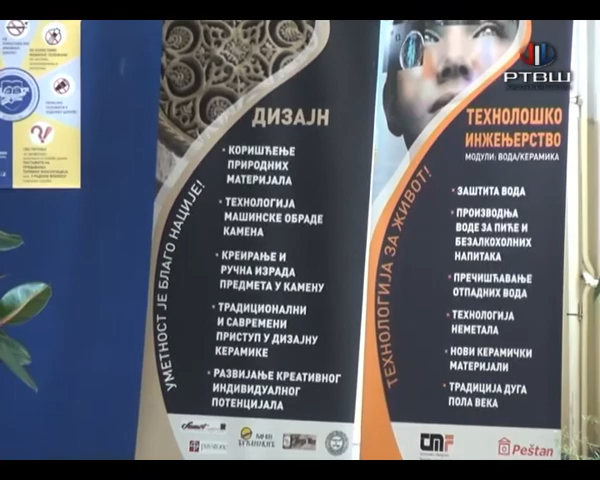 РТВШ
ДИЗАЈН
• КОРИШЋЕЊЕ
ПРИРОДНИХ
МАТЕРИЈАЛА
• ТЕХНОЛОГИЈА
МАШИНСКЕ ОБРАДЕ
КАМЕНА
• КРЕИРАЊЕ И
РУЧНА ИЗРАДА
ПРЕДМЕТА У КАМЕНУ
• ТРАДИЦИОНАЛНИ
И САВРЕМЕНИ
ПРИСТУП У ДИЗАЈНУ
КЕРАМИКЕ
• РАЗВИЈАЊЕ КРЕАТИВНОГ
ИНДИВИДУАЛНОГ
ПОТЕНЦИЈАЛА
УМЕТНОСТ ЈЕ БЛАГО НАЦИЈЕ!
ТЕХНОЛОШКО
ИНЖЕЊЕРСТВО
МОДУЛИ: ВОДА/КЕРАМИКА
• ЗАШТИТА ВОДА
• ПРОИЗВОДЊА
ВОДЕ ЗА ПИЋЕ И
БЕЗАЛКОХОЛНИХ
НАПИТАКА
• ПРЕЧИШЋАВАЊЕ
ОТПАДНИХ ВОДА
• ТЕХНОЛОГИЈА
НЕМЕТАЛА
• НОВИ КЕРАМИЧКИ
МАТЕРИЈАЛИ
• ТРАДИЦИЈА ДУГА
ПОЛА ВЕКА
ТЕХНОЛОГИЈА ЗА ЖИВОТ!
Peštan